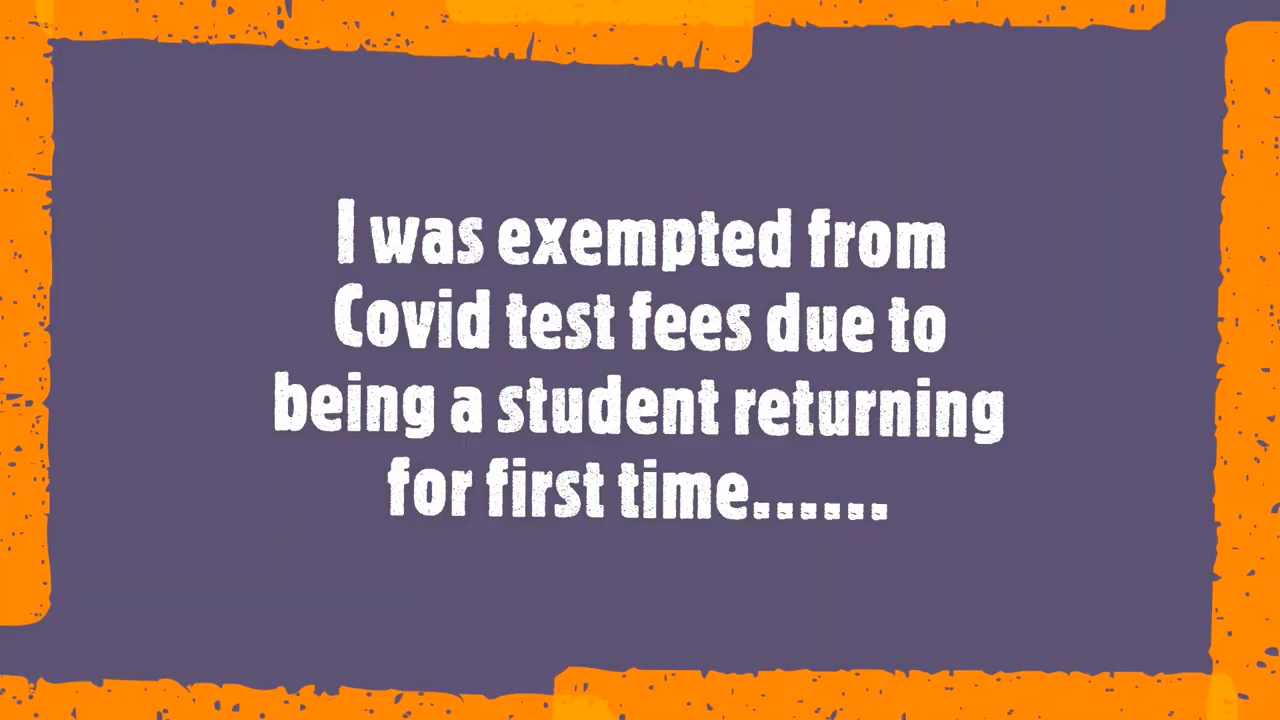 I was exempted from
Covid test fees due to
being a student returning
for first time......